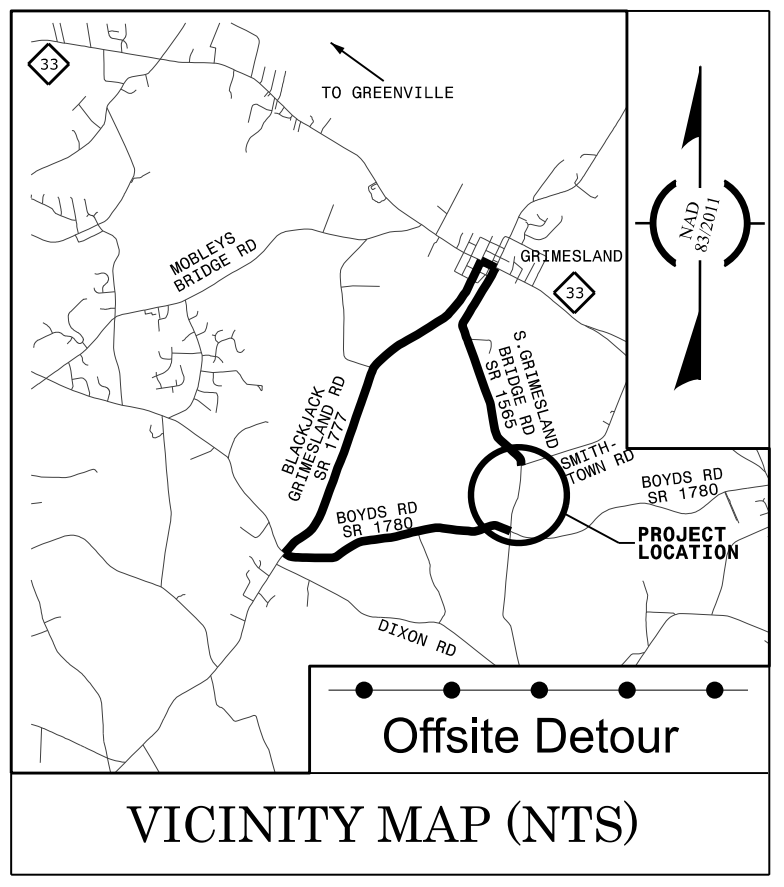 33
TO GREENVILLE
NAD
83/2011
MOBLEYS
BRIDGE RD
GRIMESLAND
33
S.GRIMESLAND
BRIDGE RD
SR 1565
BLACKJACK
GRIMESLAND RD
SR 1777
SMITH-
TOWN RD
BOYDS RD
SR 1780
BOYDS RD
SR 1780
PROJECT
LOCATION
DIXON RD
Offsite Detour
VICINITY MAP (NTS)